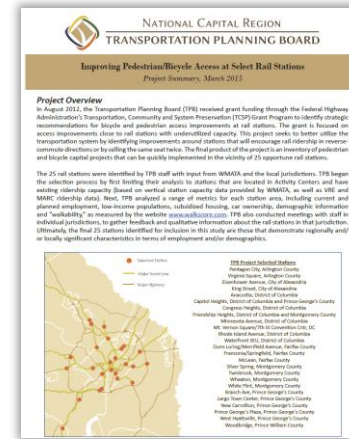 NATIONAL CAPITAL REGION
TRANSPORTATION PLANNING BOARD
Improving Pedestrian/Bicycle Access at Select Rail Stations
Project Summary, March 2015
Project Overview
In August 2012, the Transportation Planning Board (TPB) received grant funding through the Federal Highway
Administration's Transportation, Community and System Preservation (TCSP) Grant Program to identify strategic
recommendations for bicycle and pedestrian access improvements at rail stations. The grant is focused on
access improvements close to rail stations with underutilized capacity. This project seeks to better utilize the
transportation system by identifying improvements around stations that will encourage rail ridership in reverse-
commute directions or by selling the same seat twice. The final product of the project is an inventory of pedestrian
and bicycle capital projects that can be quickly implemented in the vicinity of 25 opportune rail stations.
The 25 rail stations were identified by TPB staff with input from WMATA and the local jurisdictions. TPB began
the selection process by first limiting their analysis to stations that are located in Activity Centers and have
existing ridership capacity (based on vertical station capacity data provided by WMATA, as well as VRE and
MARC ridership data). Next, TPB analyzed a range of metrics for each station area, including current and
planned employment, low-income populations, subsidized housing, car ownership, demographic information
and "walkability," as measured by the website www.walkscore.com. TPB also conducted meetings with staff in
individual jurisdictions, to gather feedback and qualitative information about the rail stations in that jurisdiction.
Ultimately, the final 25 stations identified for inclusion in this study are those that demonstrate regionally and/
or locally significant characteristics in terms of employment and/or demographics.
Selected Station
Major Transit Line
Major Highway
TPB Project Selected Stations
Pentagon City, Arlington County
Virginia Square, Arlington County
Eisenhower Avenue, City of Alexandria
King Street, City of Alexandria
Anacostia, District of Columbia
Capitol Heights, District of Columbia and Prince George's County
Congress Heights, District of Columbia
Friendship Heights, District of Columbia and Montgomery County
Minnesota Avenue, District of Columbia
Mt. Vernon Square/7th St Convention Cntr, DC
Rhode Island Avenue, District of Columbia
Waterfront SEU, District of Columbia
Dunn Loring/Merrifield Avenue, Fairfax County
Franconia/Springfield, Fairfax County
McLean, Fairfax County
Silver Spring, Montgomery County
Twinbrook, Montgomery County
Wheaton, Montgomery County
White Flint, Montgomery County
Branch Ave, Prince George's County
Largo Town Center, Prince George's County
New Carrollton, Prince George's County
Prince George's Plaza, Prince George's County
West Hyattsville, Prince George's County
Woodbridge, Prince William County